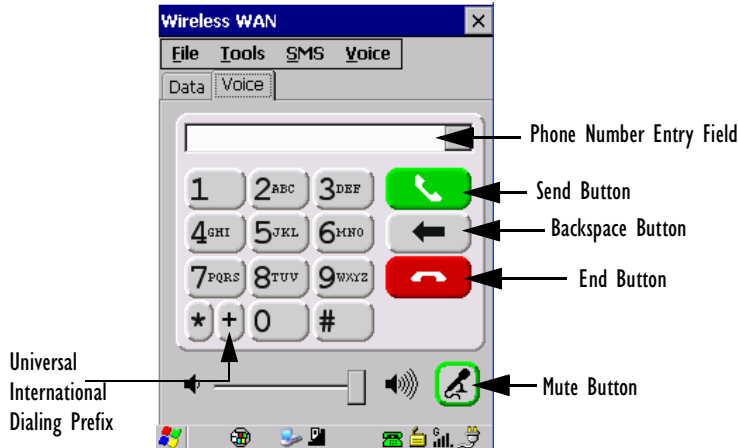 Wireless WAN
File Tools SMS Voice
Data Voice
Phone Number Entry Field
1 2ABC 3DEF
Send Button
4GHI 5JKL 6MNO
Backspace Button
7PQRS 8TUV 9WXYZ
End Button
* + 0 #
Universal
International
Dialing Prefix
Mute Button
G